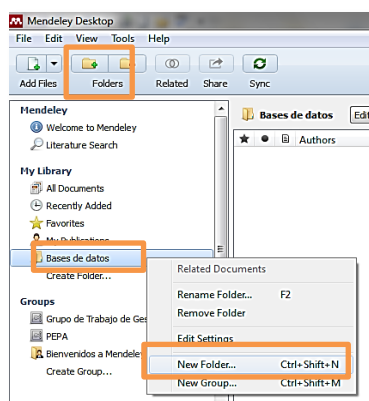 Mendeley Desktop
File Edit View Tools Help
Add Files Folders Related Share Sync
Mendeley
Welcome to Mendeley
Literature Search
My Library
All Documents
Recently Added
Favorites
My Publications
Bases de datos
Create Folder...
Groups
Grupo de Trabajo de Ges
PEPA
Bienvenidos a Mendeley
Create Group...
Bases de datos Edit
Authors
Related Documents
Rename Folder... F2
Remove Folder
Edit Settings
New Folder... Ctrl+Shift+N
New Group... Ctrl+Shift+M